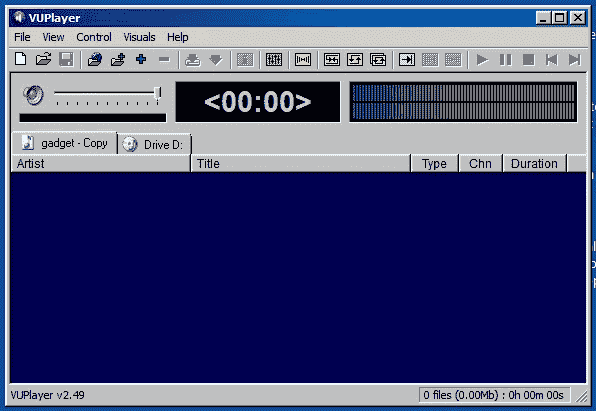 VUPlayer
File View Control Visuals Help
<00:00>
gadget - Copy Drive D:
Artist Title Type Chn Duration
VUPlayer v2.49 0 files (0.00Mb) : 0h 00m 00s